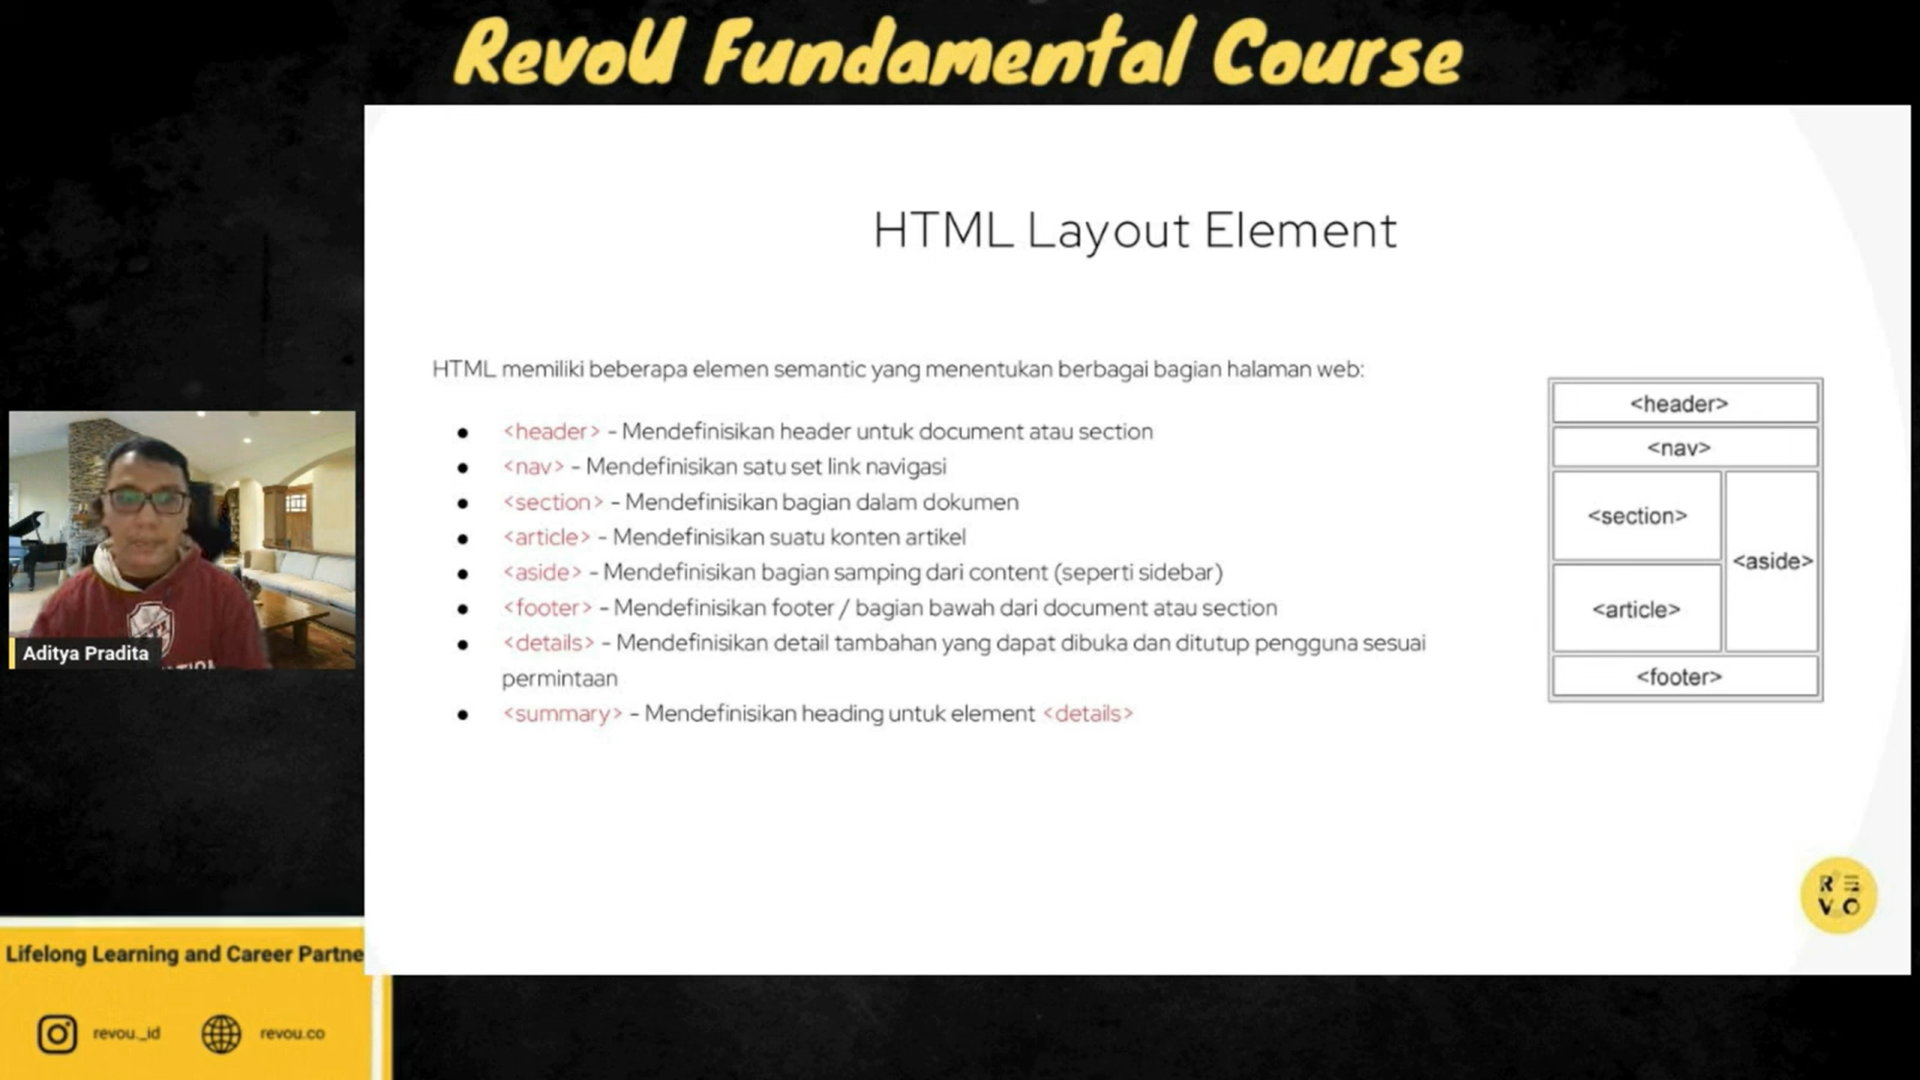 RevoU Fundamental Course
HTML Layout Element
HTML memiliki beberapa elemen semantic yang menentukan berbagai bagian halaman web:
● <header> - Mendefinisikan header untuk document atau section
● <nav> - Mendefinisikan satu set link navigasi
● <section> - Mendefinisikan bagian dalam dokumen
● <article> - Mendefinisikan suatu konten artikel
● <aside> - Mendefinisikan bagian samping dari content (seperti sidebar)
● <footer> - Mendefinisikan footer / bagian bawah dari document atau section
● <details> - Mendefinisikan detail tambahan yang dapat dibuka dan ditutup pengguna sesuai
permintaan
● <summary> - Mendefinisikan heading untuk element <details>
<header>
<nav>
<section>
<aside>
<article>
<footer>
Aditya Pradita
Lifelong Learning and Career Partne
revou_id
revou.co